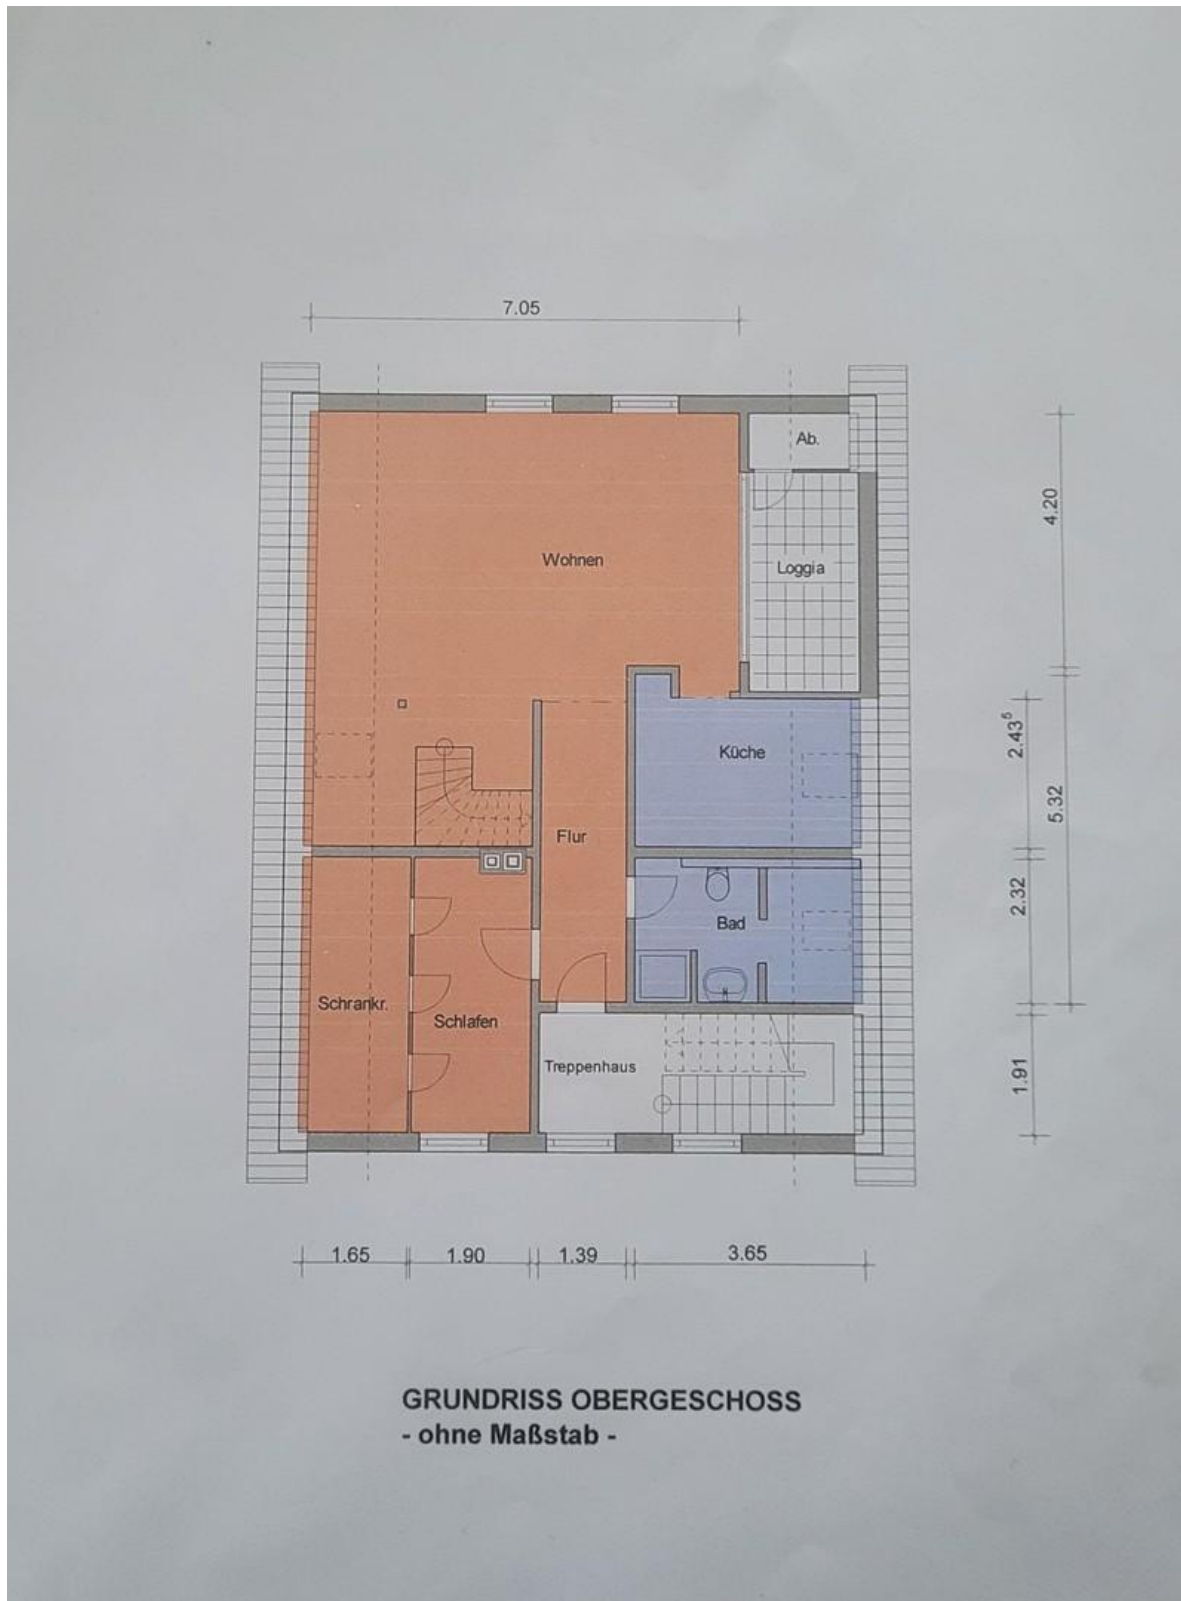 7.05
Ab.
4.20
Wohnen
Loggia
2.43⁵
Küche
5.32
Flur
2.32
Bad
Schrankr.
Schlafen
Treppenhaus
1.91
1.65 1.90 1.39 3.65
GRUNDRISS OBERGESCHOSS
- ohne Maßstab -